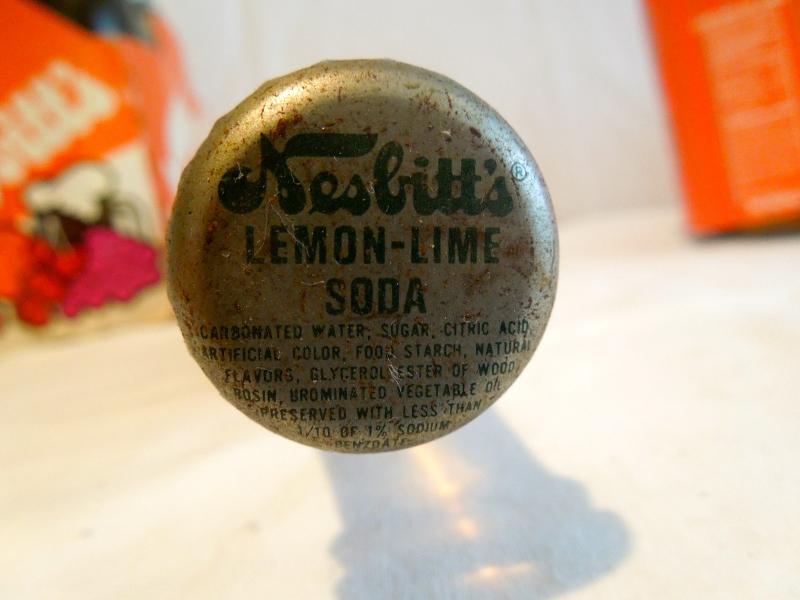 Nesbitt's®
LEMON-LIME
SODA
CARBONATED WATER, SUGAR, CITRIC ACID,
ARTIFICIAL COLOR, FOOD STARCH, NATURAL
FLAVORS, GLYCEROL ESTER OF WOOD
ROSIN, BROMINATED VEGETABLE OIL
PRESERVED WITH LESS THAN
1/10 OF 1% SODIUM
BENZOATE